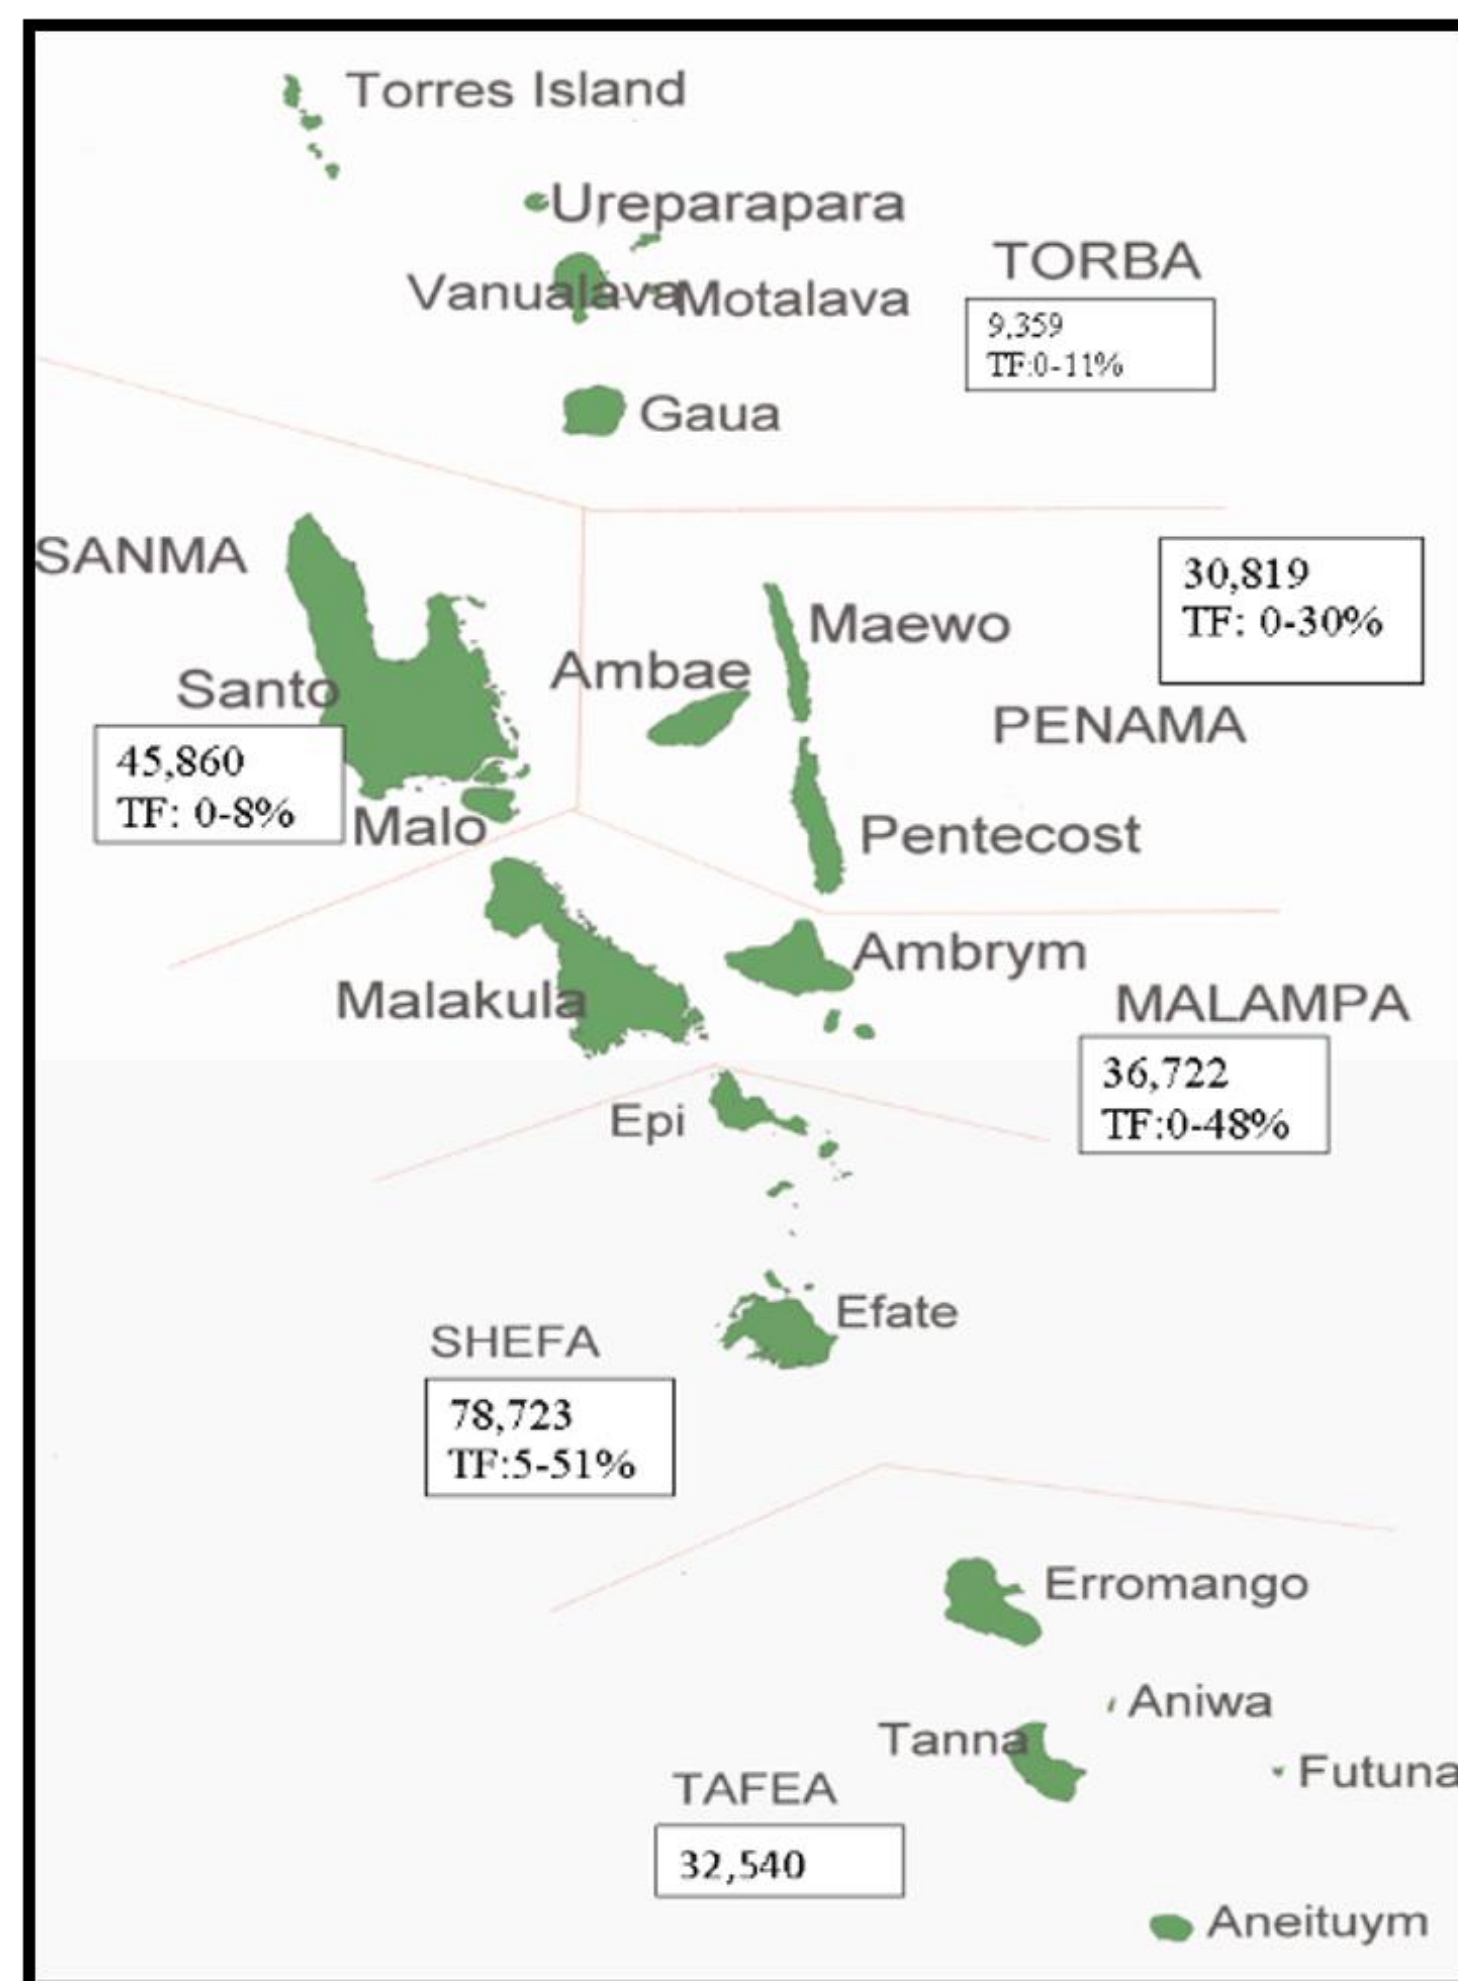 Torres Island
Ureparapara
TORBA
Vanualava
Motalava
9,359
TF:0-11%
Gaua
SANMA
30,819
TF: 0-30%
Maewo
Ambae
Santo
PENAMA
45,860
TF: 0-8%
Malo
Pentecost
Ambrym
Malakula
MALAMPA
36,722
TF:0-48%
Epi
Efate
SHEFA
78,723
TF:5-51%
Erromango
Aniwa
Tanna
Futuna
TAFEA
32,540
Aneituym